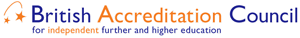 British Accreditation Council
for independent further and higher education